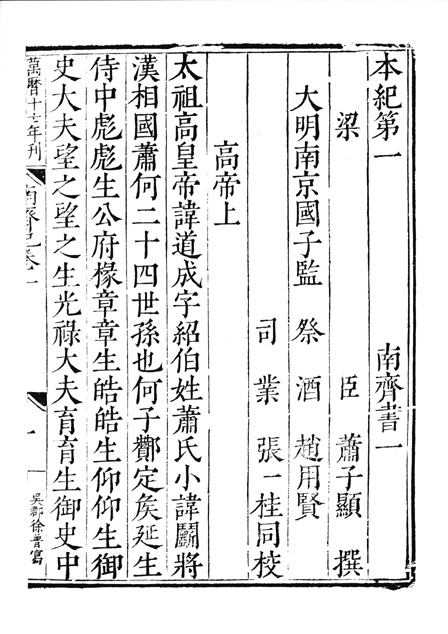 本紀第一　南齊書一
梁　臣蕭子顯　撰
大明南京國子監祭酒趙用賢
司業張一桂同校
高帝上
太祖高皇帝諱道成字紹伯姓蕭氏小諱鬭將
漢相國蕭何二十四世孫也何子酇定矦延生
侍中彪彪生公府掾章章生皓皓生仰仰生御
史大夫望之望之生光祿大夫育育生御史中
萬曆十七年刊　南齊紀卷一　一　吳郡徐普寫